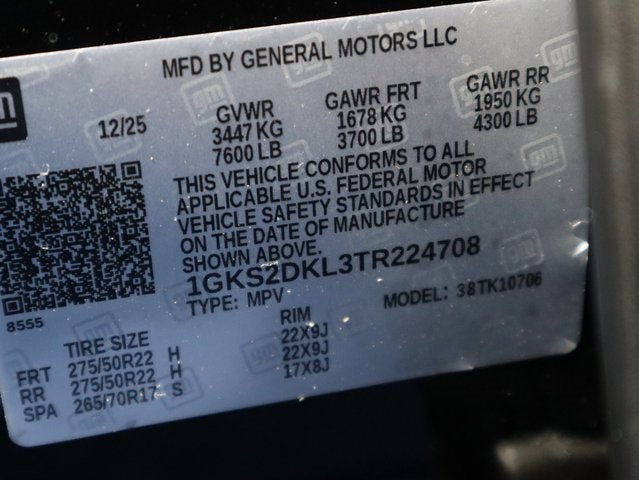 MFD BY GENERAL MOTORS LLC
gm
12/25
GVWR
3447 KG
7600 LB
GAWR FRT
1678 KG
3700 LB
GAWR RR
1950 KG
4300 LB
THIS VEHICLE CONFORMS TO ALL
APPLICABLE U.S. FEDERAL MOTOR
VEHICLE SAFETY STANDARDS IN EFFECT
ON THE DATE OF MANUFACTURE
SHOWN ABOVE.
1GKS2DKL3TR224708
TYPE: MPV
MODEL: 38TK10706
8555
TIRE SIZE
RIM
FRT 275/50R22 H 22X9J
RR 275/50R22 H 22X9J
SPA 265/70R17 S 17X8J